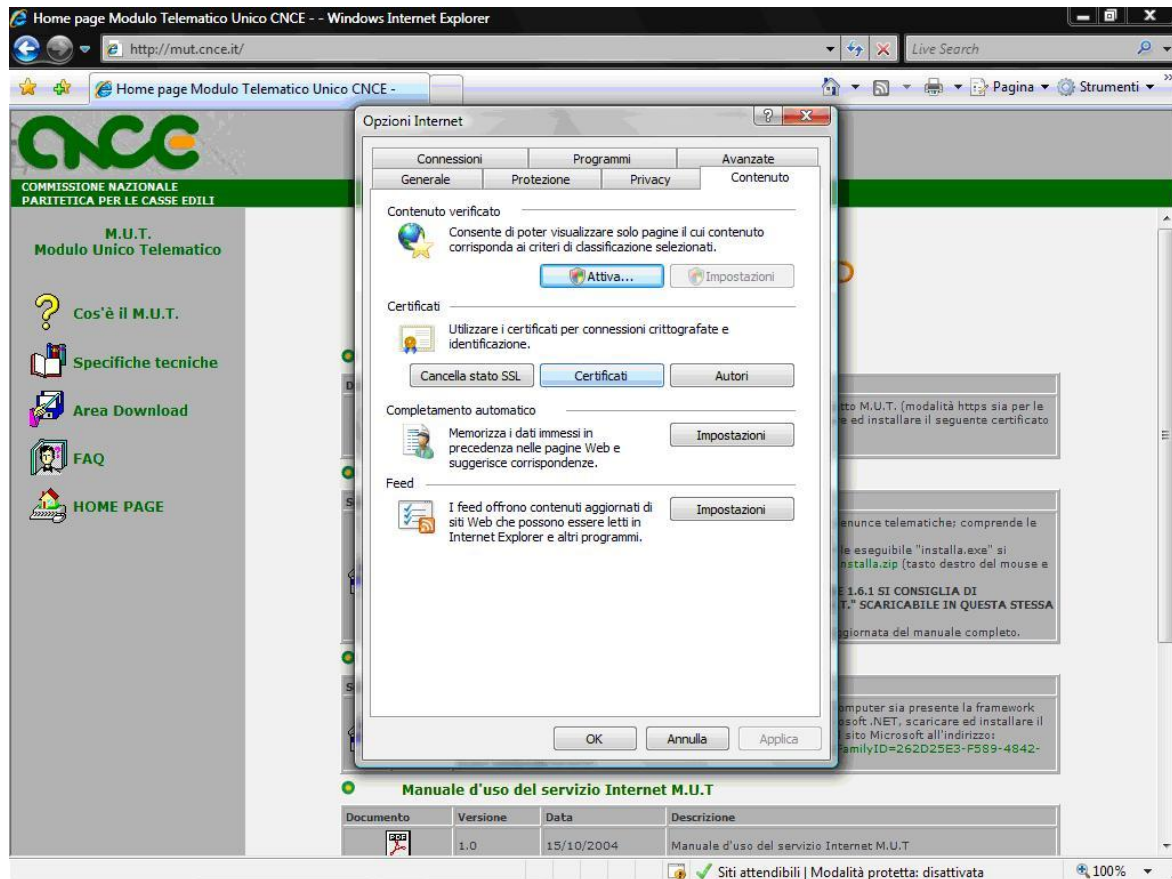 Home page Modulo Telematico Unico CNCE - - Windows Internet Explorer
http://mut.cnce.it/
Live Search
Home page Modulo Telematico Unico CNCE -
Pagina
Strumenti
CNCE
COMMISSIONE NAZIONALE
PARITETICA PER LE CASSE EDILI
M.U.T.
Modulo Unico Telematico
Cos'è il M.U.T.
Specifiche tecniche
Area Download
FAQ
HOME PAGE
Opzioni Internet
Connessioni Programmi Avanzate
Generale Protezione Privacy Contenuto
Contenuto verificato
Consente di poter visualizzare solo pagine il cui contenuto
corrisponda ai criteri di classificazione selezionati.
Attiva... Impostazioni
Certificati
Utilizzare i certificati per connessioni crittografate e
identificazione.
Cancella stato SSL Certificati Autori
Completamento automatico
Memorizza i dati immessi in
precedenza nelle pagine Web e
suggerisce corrispondenze.
Impostazioni
Feed
I feed offrono contenuti aggiornati di
siti Web che possono essere letti in
Internet Explorer e altri programmi.
Impostazioni
OK Annulla Applica
M.U.T. (modalità https sia per le
ed installare il seguente certificato
telematiche; comprende le
eseguibile "installa.exe" si
(tasto destro del mouse e
1.6.1 SI CONSIGLIA DI
SCARICABILE IN QUESTA STESSA
del manuale completo.
sia presente la framework
.NET, scaricare ed installare il
sito Microsoft all'indirizzo:
FamilyID=262D25E3-F589-4842-
Manuale d'uso del servizio Internet M.U.T
Documento Versione Data Descrizione
PDF 1.0 15/10/2004 Manuale d'uso del servizio Internet M.U.T
Siti attendibili | Modalità protetta: disattivata
100%